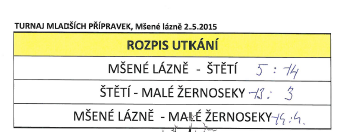 TURNAJ MLADŠÍCH PŘÍPRAVEK, Mšené lázně 2.5.2015
ROZPIS UTKÁNÍ
MŠENÉ LÁZNĚ - ŠTĚTÍ 5 : 14
ŠTĚTÍ - MALÉ ŽERNOSEKY 13 : 3
MŠENÉ LÁZNĚ - MALÉ ŽERNOSEKY 14:4